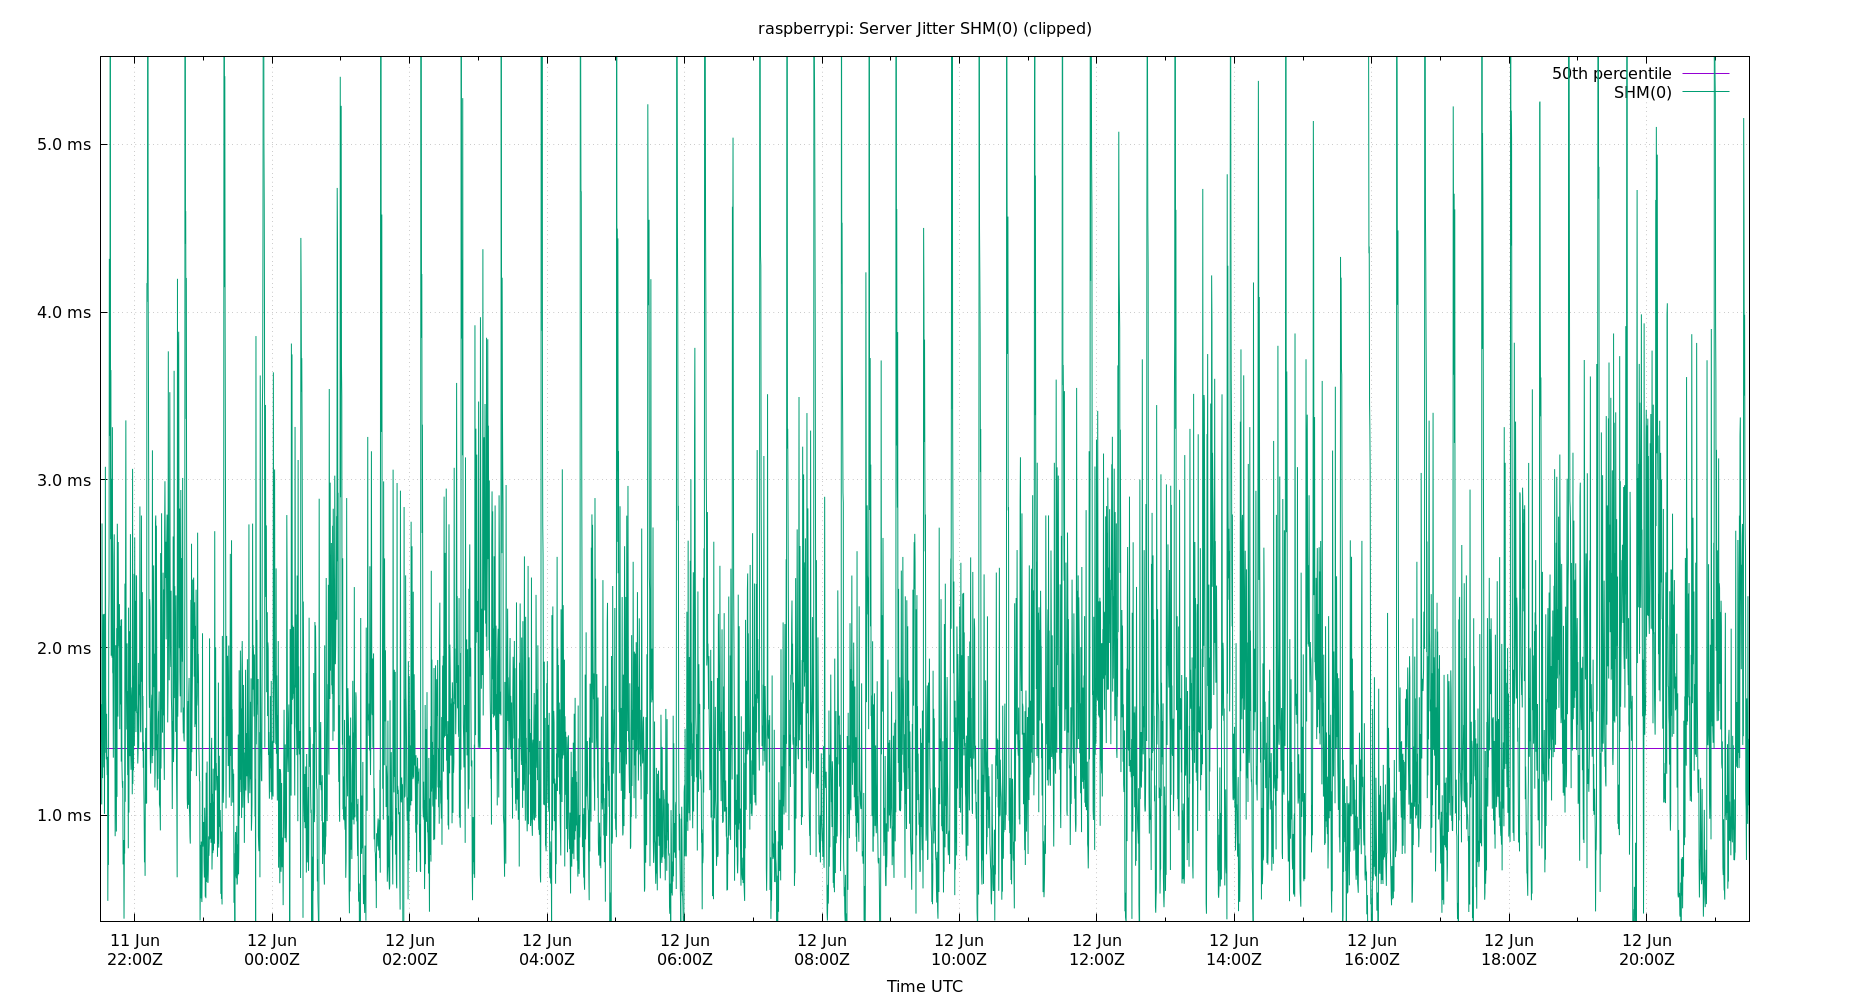 raspberrypi: Server Jitter SHM(0) (clipped)
50th percentile
SHM(0)
5.0 ms
4.0 ms
3.0 ms
2.0 ms
1.0 ms
11 Jun 12 Jun 12 Jun 12 Jun 12 Jun 12 Jun 12 Jun 12 Jun 12 Jun 12 Jun 12 Jun 12 Jun
22:00Z 00:00Z 02:00Z 04:00Z 06:00Z 08:00Z 10:00Z 12:00Z 14:00Z 16:00Z 18:00Z 20:00Z
Time UTC